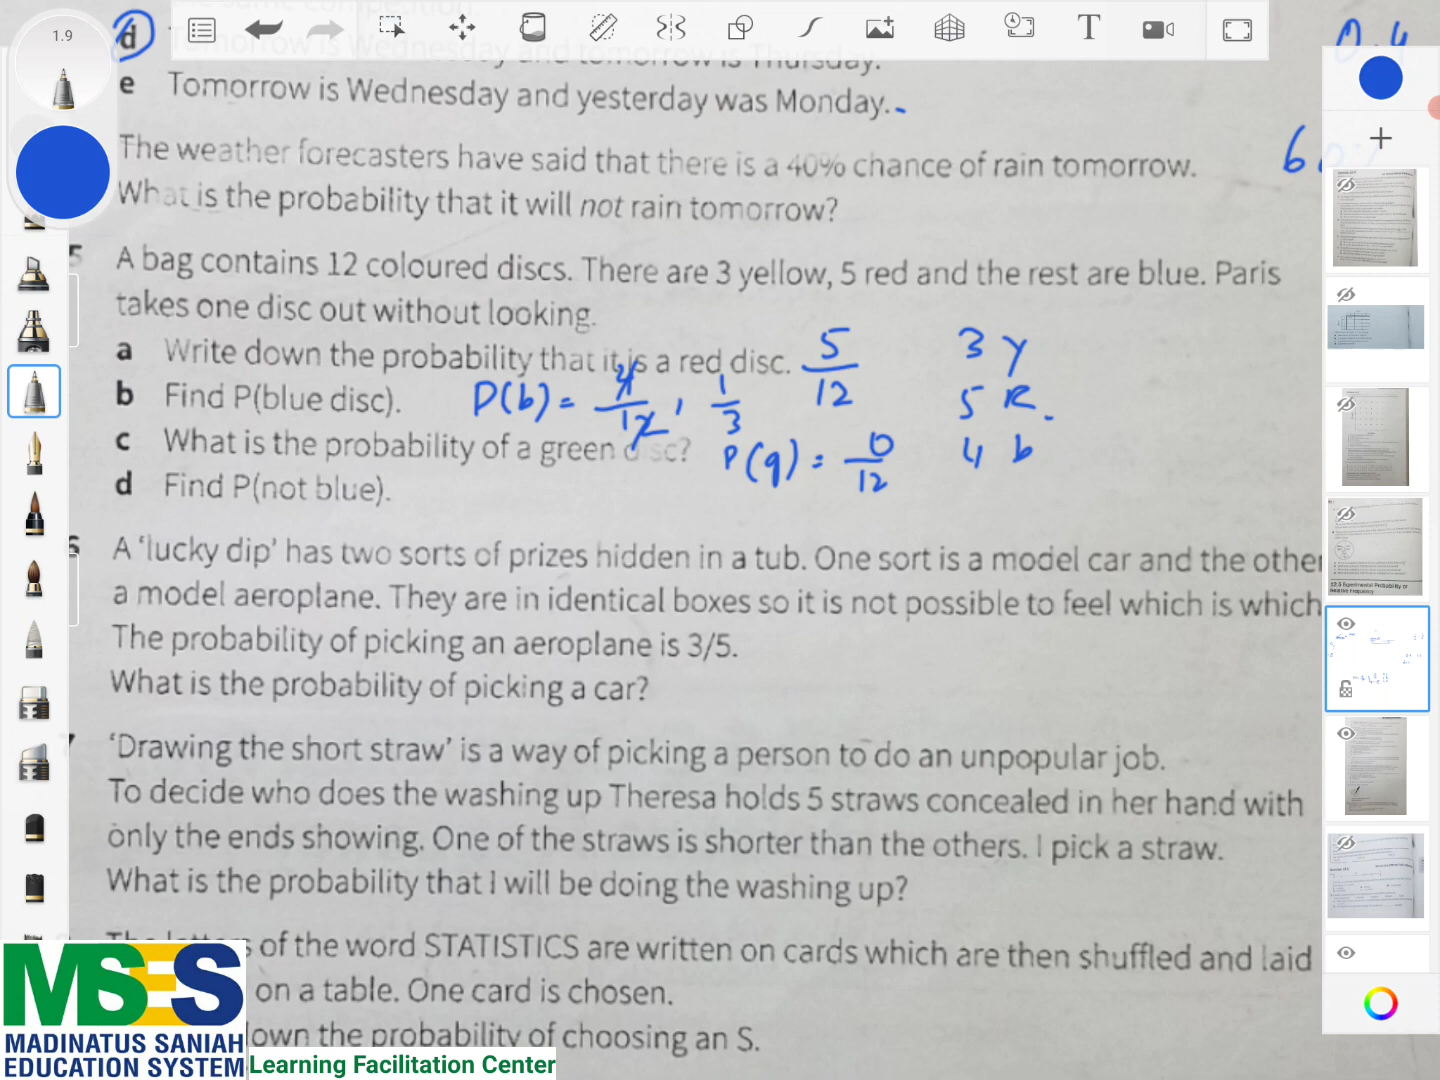 1.9
0.4
d Tomorrow is Wednesday and tomorrow is Thursday.
e Tomorrow is Wednesday and yesterday was Monday.
The weather forecasters have said that there is a 40% chance of rain tomorrow.
What is the probability that it will not rain tomorrow?
5 A bag contains 12 coloured discs. There are 3 yellow, 5 red and the rest are blue. Paris
takes one disc out without looking.
a Write down the probability that it is a red disc. 5/12 3 y
b Find P(blue disc). P(b) = 4/12, 1/3 5 R
c What is the probability of a green disc? P(g) = 0/12 4 b
d Find P(not blue).
6 A 'lucky dip' has two sorts of prizes hidden in a tub. One sort is a model car and the other
a model aeroplane. They are in identical boxes so it is not possible to feel which is which
The probability of picking an aeroplane is 3/5.
What is the probability of picking a car?
7 'Drawing the short straw' is a way of picking a person to do an unpopular job.
To decide who does the washing up Theresa holds 5 straws concealed in her hand with
only the ends showing. One of the straws is shorter than the others. I pick a straw.
What is the probability that I will be doing the washing up?
of the word STATISTICS are written on cards which are then shuffled and laid
on a table. One card is chosen.
down the probability of choosing an S.
MSES
MADINATUS SANIAH
EDUCATION SYSTEM
Learning Facilitation Center